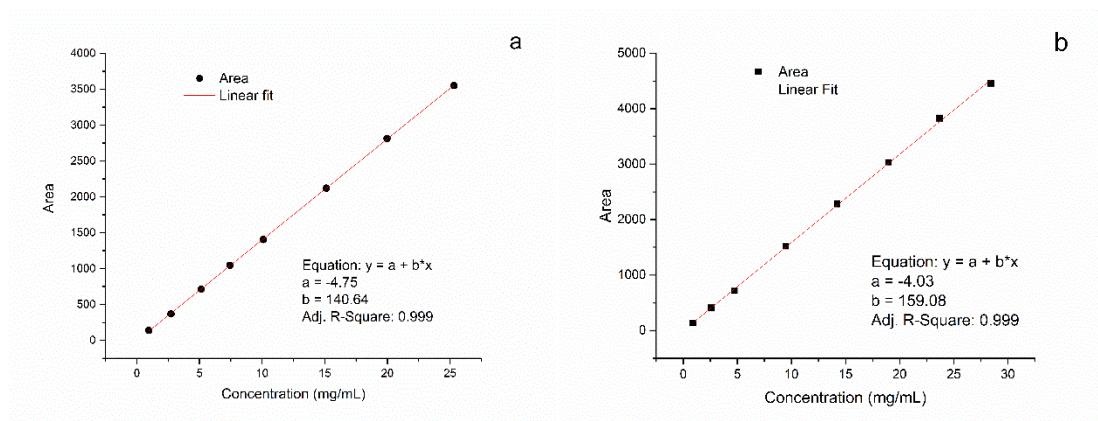 a
Area
Linear fit
4000
3500
3000
2500
2000
1500
1000
500
0
Area
Equation: y = a + b*x
a = -4.75
b = 140.64
Adj. R-Square: 0.999
0 5 10 15 20 25
Concentration (mg/mL)
b
Area
Linear Fit
5000
4000
3000
2000
1000
0
Area
Equation: y = a + b*x
a = -4.03
b = 159.08
Adj. R-Square: 0.999
0 5 10 15 20 25 30
Concentration (mg/mL)